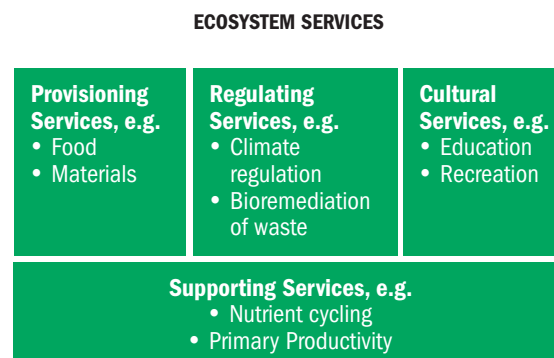 ECOSYSTEM SERVICES
Provisioning
Services, e.g.
• Food
• Materials
Regulating
Services, e.g.
• Climate
regulation
• Bioremediation
of waste
Cultural
Services, e.g.
• Education
• Recreation
Supporting Services, e.g.
• Nutrient cycling
• Primary Productivity